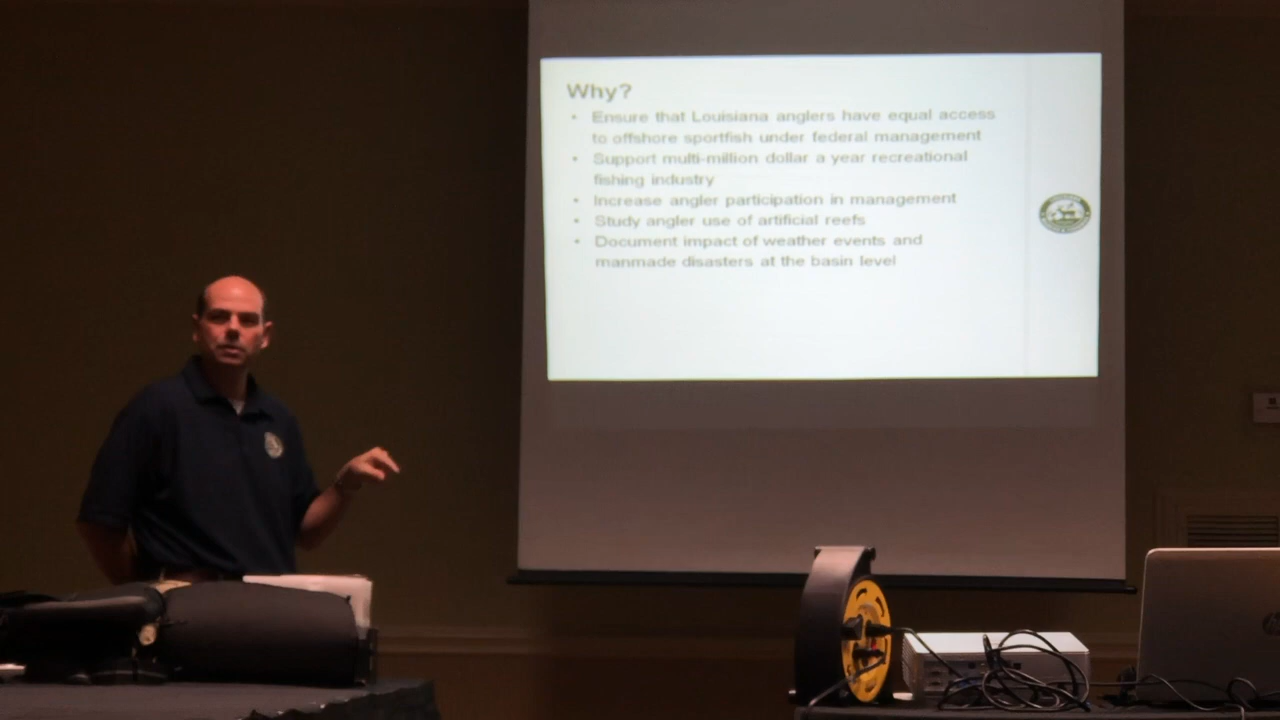 Why?
• Ensure that Louisiana anglers have equal access
to offshore sportfish under federal management
• Support multi-million dollar a year recreational
fishing industry
• Increase angler participation in management
• Study angler use of artificial reefs
• Document impact of weather events and
manmade disasters at the basin level